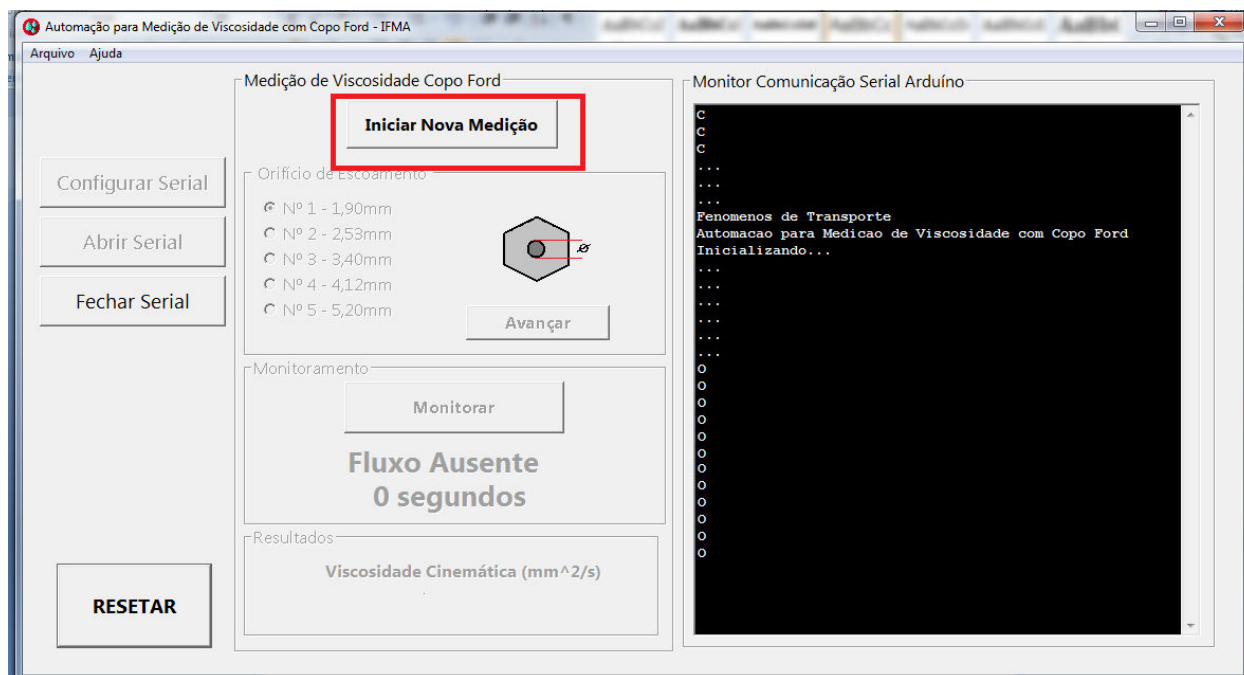 Automação para Medição de Viscosidade com Copo Ford - IFMA
Arquivo Ajuda
Configurar Serial
Abrir Serial
Fechar Serial
RESETAR
Medição de Viscosidade Copo Ford
Iniciar Nova Medição
Orifício de Escoamento
Nº 1 - 1,90mm
Nº 2 - 2,53mm
Nº 3 - 3,40mm
Nº 4 - 4,12mm
Nº 5 - 5,20mm
Avançar
Monitoramento
Monitorar
Fluxo Ausente
0 segundos
Resultados
Viscosidade Cinemática (mm^2/s)
Monitor Comunicação Serial Arduíno
C
C
C
...
...
...
Fenomenos de Transporte
Automacao para Medicao de Viscosidade com Copo Ford
Inicializando...
...
...
...
...
...
...
O
O
O
O
O
O
O
O
O
O
O
O